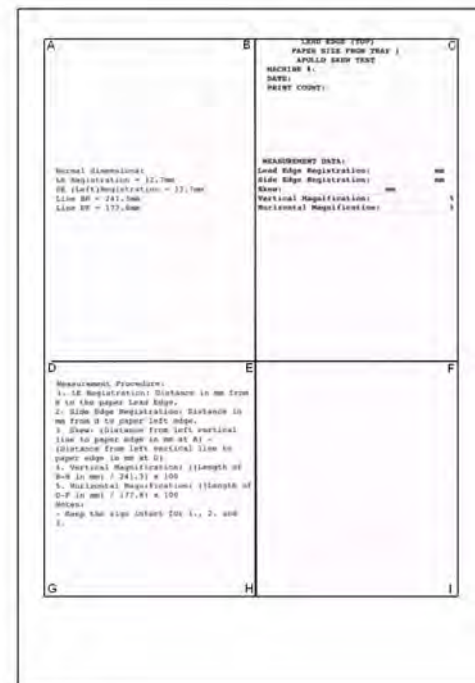 A B C
LEAD EDGE (TOP)
PAPER SIZE FROM TRAY
APOLLO SKEW TEST
MACHINE #:
DATE:
PRINT COUNT:
Normal dimensions:
LE Registration = 12.7mm
SE (Left)Registration = 12.7mm
Line BH = 241.3mm
Line DF = 177.8mm
MEASUREMENT DATA:
Lead Edge Registration: mm
Side Edge Registration: mm
Skew: mm
Vertical Magnification: %
Horizontal Magnification: %
D E F
Measurement Procedure:
1. LE Registration: Distance in mm from
B to the paper Lead Edge.
2. Side Edge Registration: Distance in
mm from D to paper left edge.
3. Skew: (Distance from left vertical
line to paper edge in mm at A) -
(Distance from left vertical line to
paper edge in mm at G)
4. Vertical Magnification: ((Length of
B-H in mm) / 241.3) x 100
5. Horizontal Magnification: ((Length of
D-F in mm) / 177.8) x 100
Notes:
- Keep the sign intact for 1., 2. and
3.
G H I